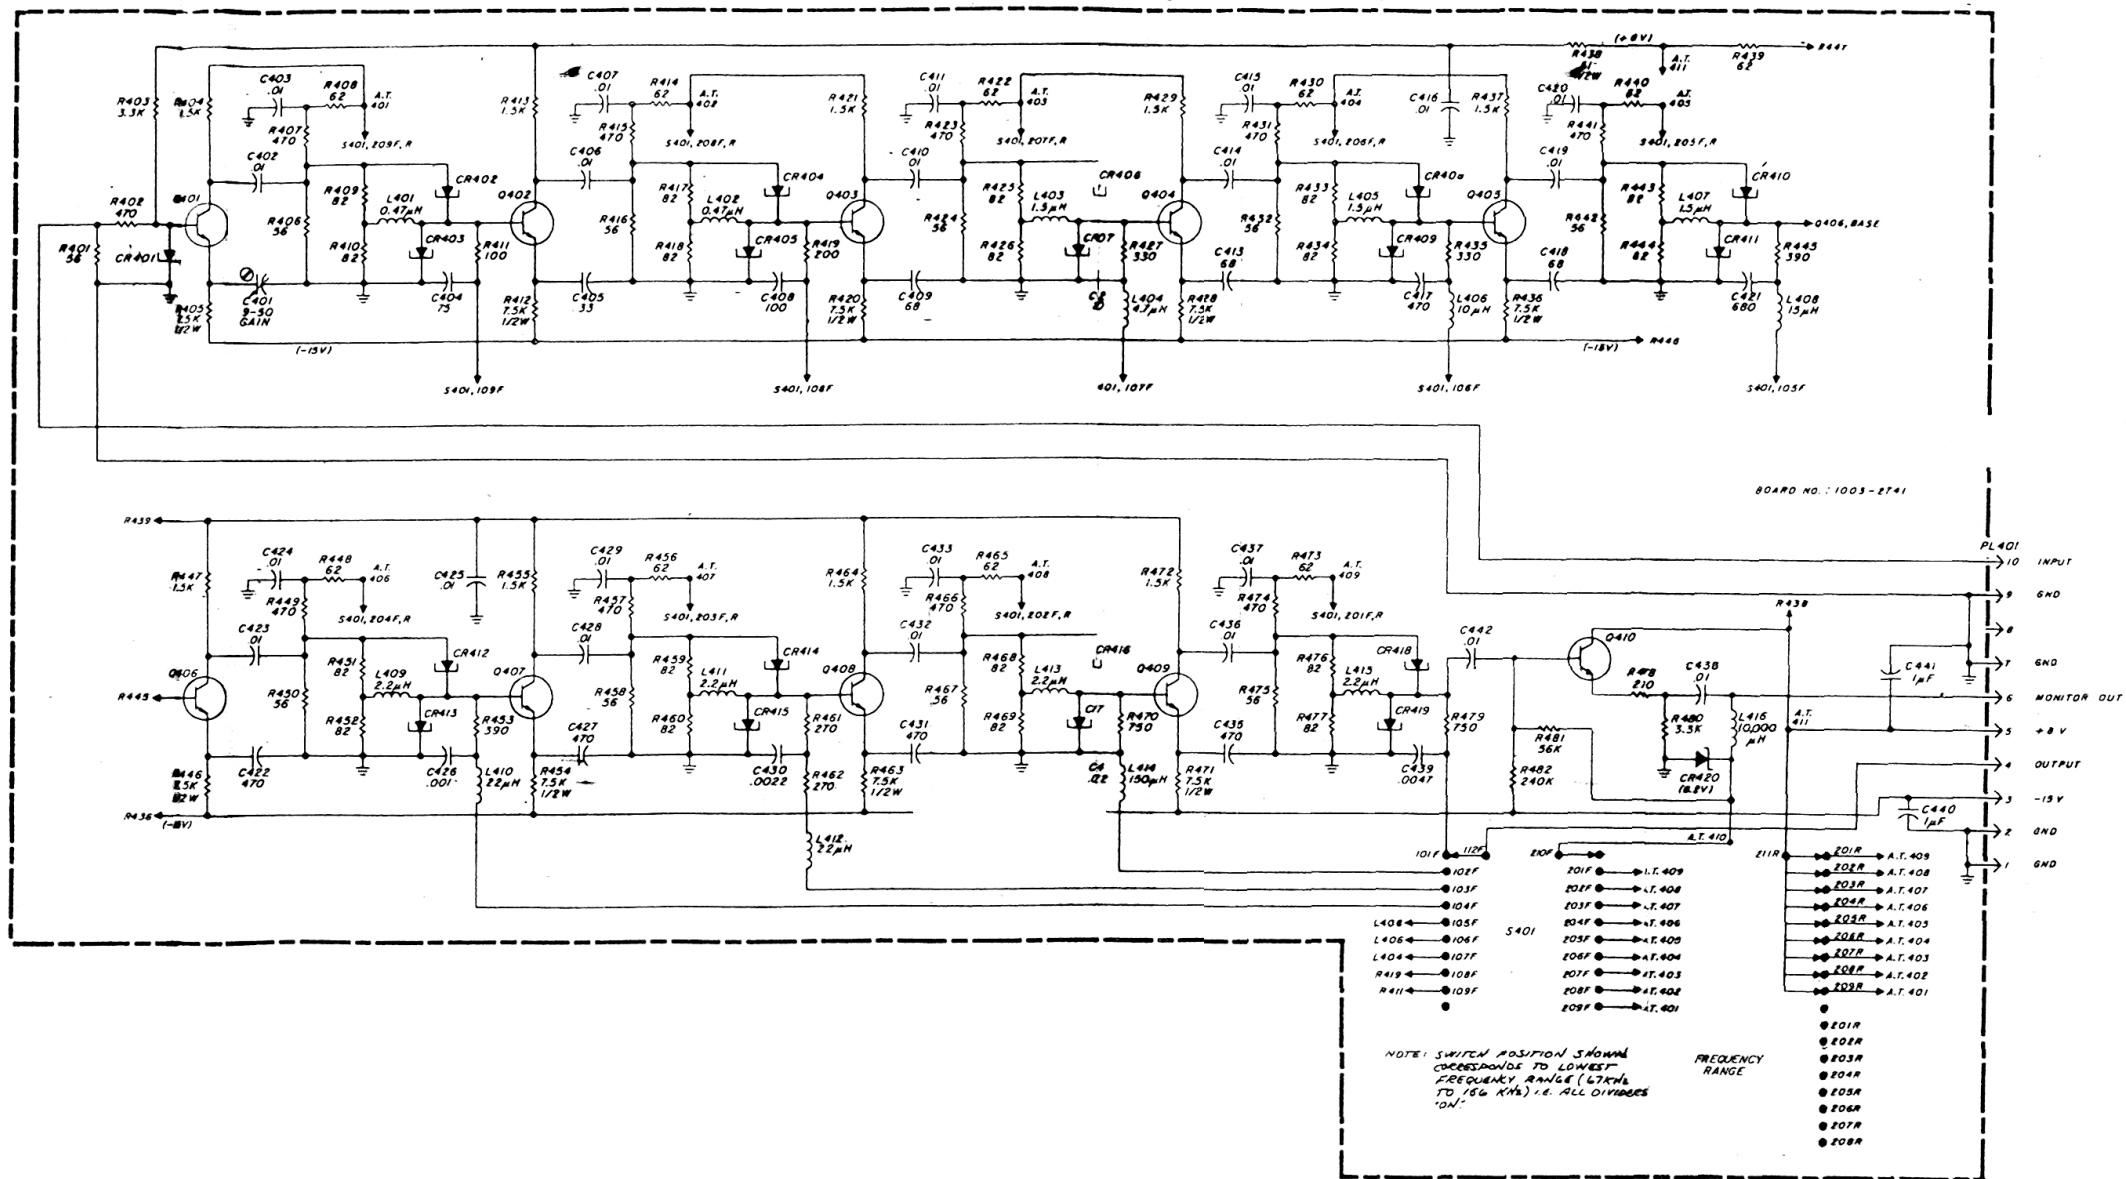 (+8V)
R438
1/2W
R439
62
R447
A.T.
411
C403
.01
R408
62
A.T.
401
R403
3.3K
R404
1.5K
R407
470
S401, 209F, R
C402
.01
R409
82
L401
0.47µH
CR402
R402
470
R401
56
CR401
R406
56
R410
82
CR403
R411
100
C401
9-50
GAIN
R405
1/2W
C404
75
(-15V)
S401, 109F
C407
.01
R414
62
A.T.
402
R413
1.5K
R415
470
S401, 208F, R
C406
.01
R417
82
L402
0.47µH
CR404
Q402
R416
56
R418
82
CR405
R419
200
R412
7.5K
1/2W
C405
33
C408
100
S401, 108F
C411
.01
R422
62
A.T.
403
R421
1.5K
R423
470
S401, 207F, R
C410
.01
R425
82
L403
1.5µH
CR406
Q403
R424
56
R426
82
R427
330
R420
7.5K
1/2W
C409
68
L404
4.7µH
401, 107F
C415
.01
R430
62
A.T.
404
R429
1.5K
R431
470
S401, 206F, R
C416
.01
C414
.01
R433
82
L405
1.5µH
Q404
R432
56
R434
82
CR409
R435
330
C413
68
R428
7.5K
1/2W
C417
470
L406
10µH
S401, 106F
R437
1.5K
C420
.01
R440
62
A.T.
405
R441
470
S401, 205F, R
C419
.01
R443
82
L407
1.5µH
CR410
Q405
Q406, BASE
R442
56
R444
82
CR411
R445
390
C418
68
R436
7.5K
1/2W
C421
680
L408
15µH
(-15V)
R446
S401, 105F
BOARD NO.: 1003-2741
R439
C424
.01
R448
62
A.T.
406
R447
1.5K
R449
470
S401, 204F, R
C425
.01
C423
.01
R451
82
L409
2.2µH
CR412
Q406
R445
R450
56
R452
82
CR413
R453
390
R446
1/2W
C422
470
C426
.001
L410
22µH
R436
C429
.01
R456
62
A.T.
407
R455
1.5K
R457
470
S401, 203F, R
C428
.01
R459
82
L411
2.2µH
CR414
Q407
C427
470
R458
56
R460
82
CR415
R461
270
R454
7.5K
1/2W
C430
.0022
R462
270
L412
22µH
C433
.01
R465
62
A.T.
408
R464
1.5K
R466
470
S401, 202F, R
C432
.01
R468
82
L413
2.2µH
CR416
Q408
R467
56
R469
82
R470
750
C431
470
R463
7.5K
1/2W
L414
150µH
C437
.01
R473
62
A.T.
409
R472
1.5K
R474
470
S401, 201F, R
C436
.01
R476
82
L415
2.2µH
CR418
Q409
R475
56
R477
82
CR419
R479
750
C435
470
R471
7.5K
1/2W
C439
.0047
C442
.01
Q410
R438
R478
210
C438
.01
R480
3.3K
L416
10,000
µH
A.T.
411
R481
56K
R482
240K
CR420
(8.2V)
A.T. 410
C441
1µF
C440
1µF
PL401
10 INPUT
9 GND
8
7 GND
6 MONITOR OUT
5 +8V
4 OUTPUT
3 -15V
2 GND
1 GND
101F 112F 210F 211R 201R A.T. 409
102F 201F 202R A.T. 408
103F 202F 203R A.T. 407
104F 203F 204R A.T. 406
L408 105F S401 204F 205R A.T. 405
L406 106F 205F 206R A.T. 404
L404 107F 206F 207R A.T. 403
R419 108F 207F 208R A.T. 402
R411 109F 208F 209R A.T. 401
209F
201R
202R
203R
204R
205R
206R
207R
208R
NOTE: SWITCH POSITION SHOWN
CORRESPONDS TO LOWEST
FREQUENCY RANGE (67KHz
TO 166 KHz) I.E. ALL DIVIDERS
"ON".
FREQUENCY
RANGE